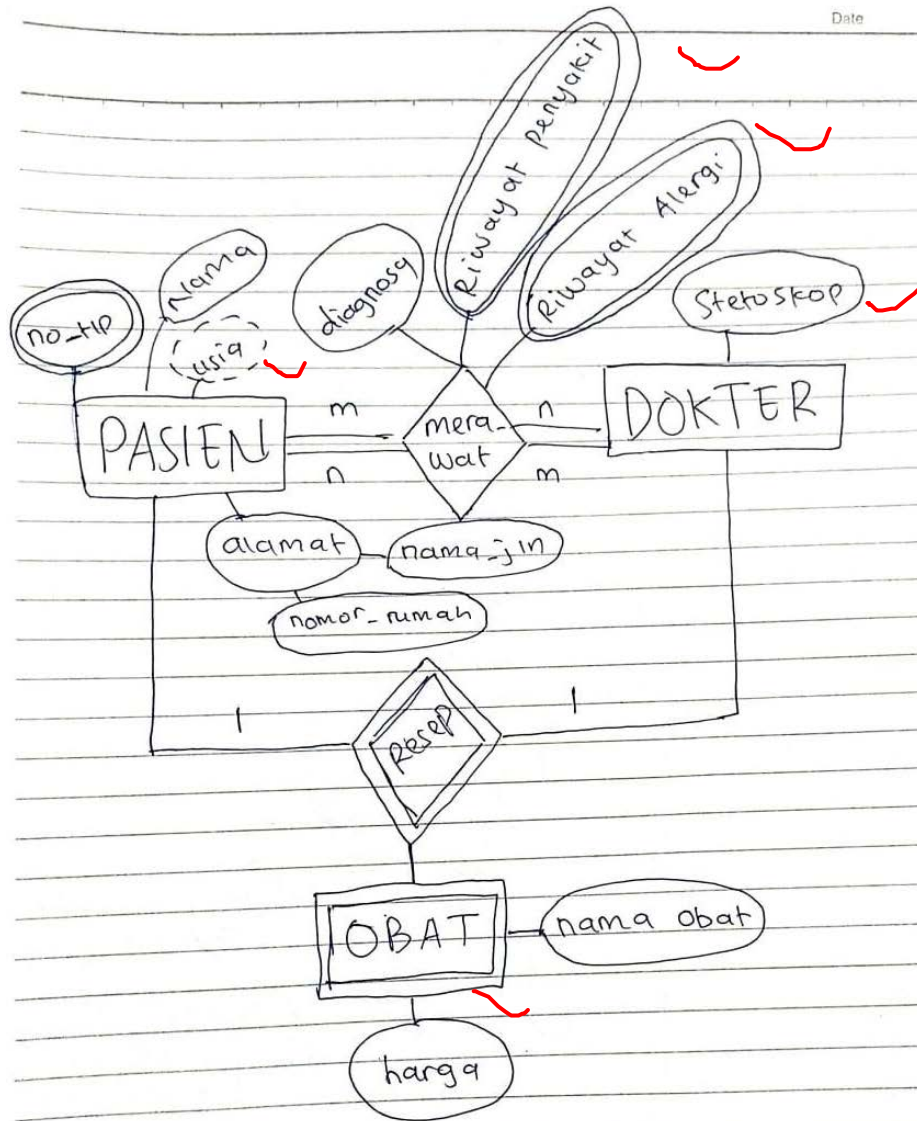 Date
Riwayat Penyakit
Riwayat Alergi
diagnosa
Stetoskop
Nama
no_tlp
usia
PASIEN
m
n
mera-
wat
n
m
DOKTER
alamat
nama_jln
nomor_rumah
1
1
Resep
OBAT
nama obat
harga